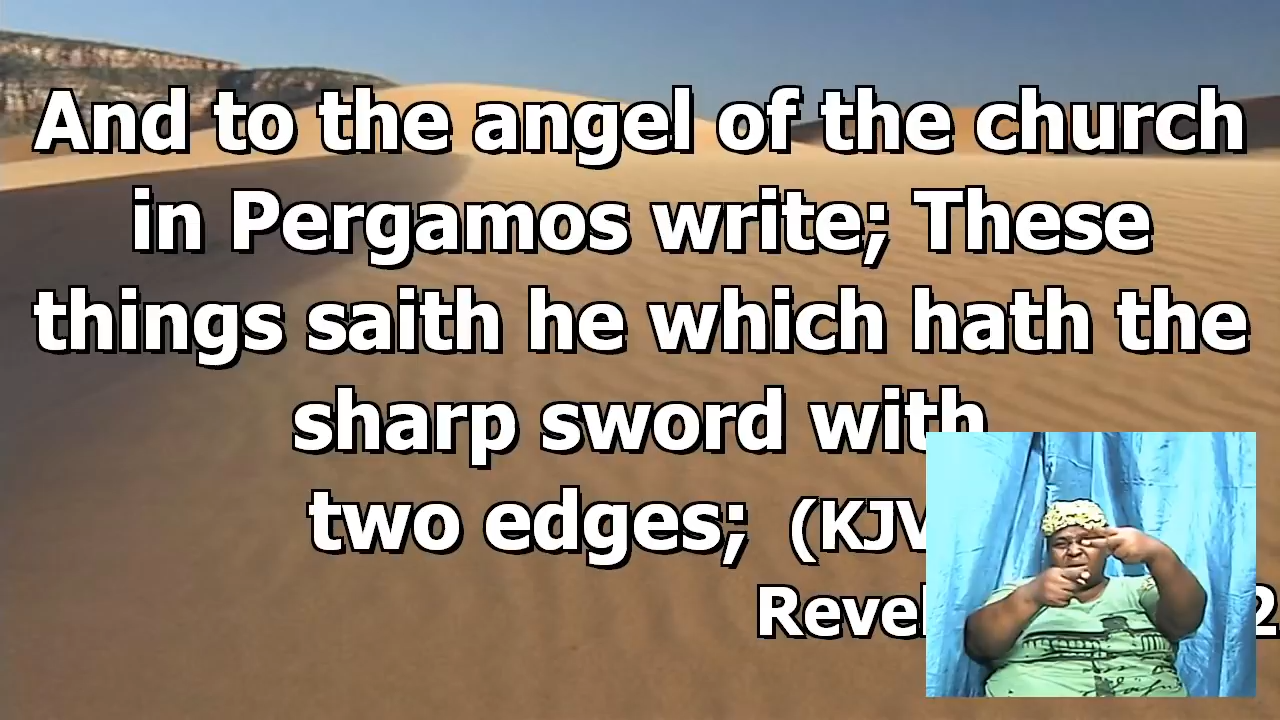 And to the angel of the church
in Pergamos write; These
things saith he which hath the
sharp sword with
two edges; (KJV
Revel 2